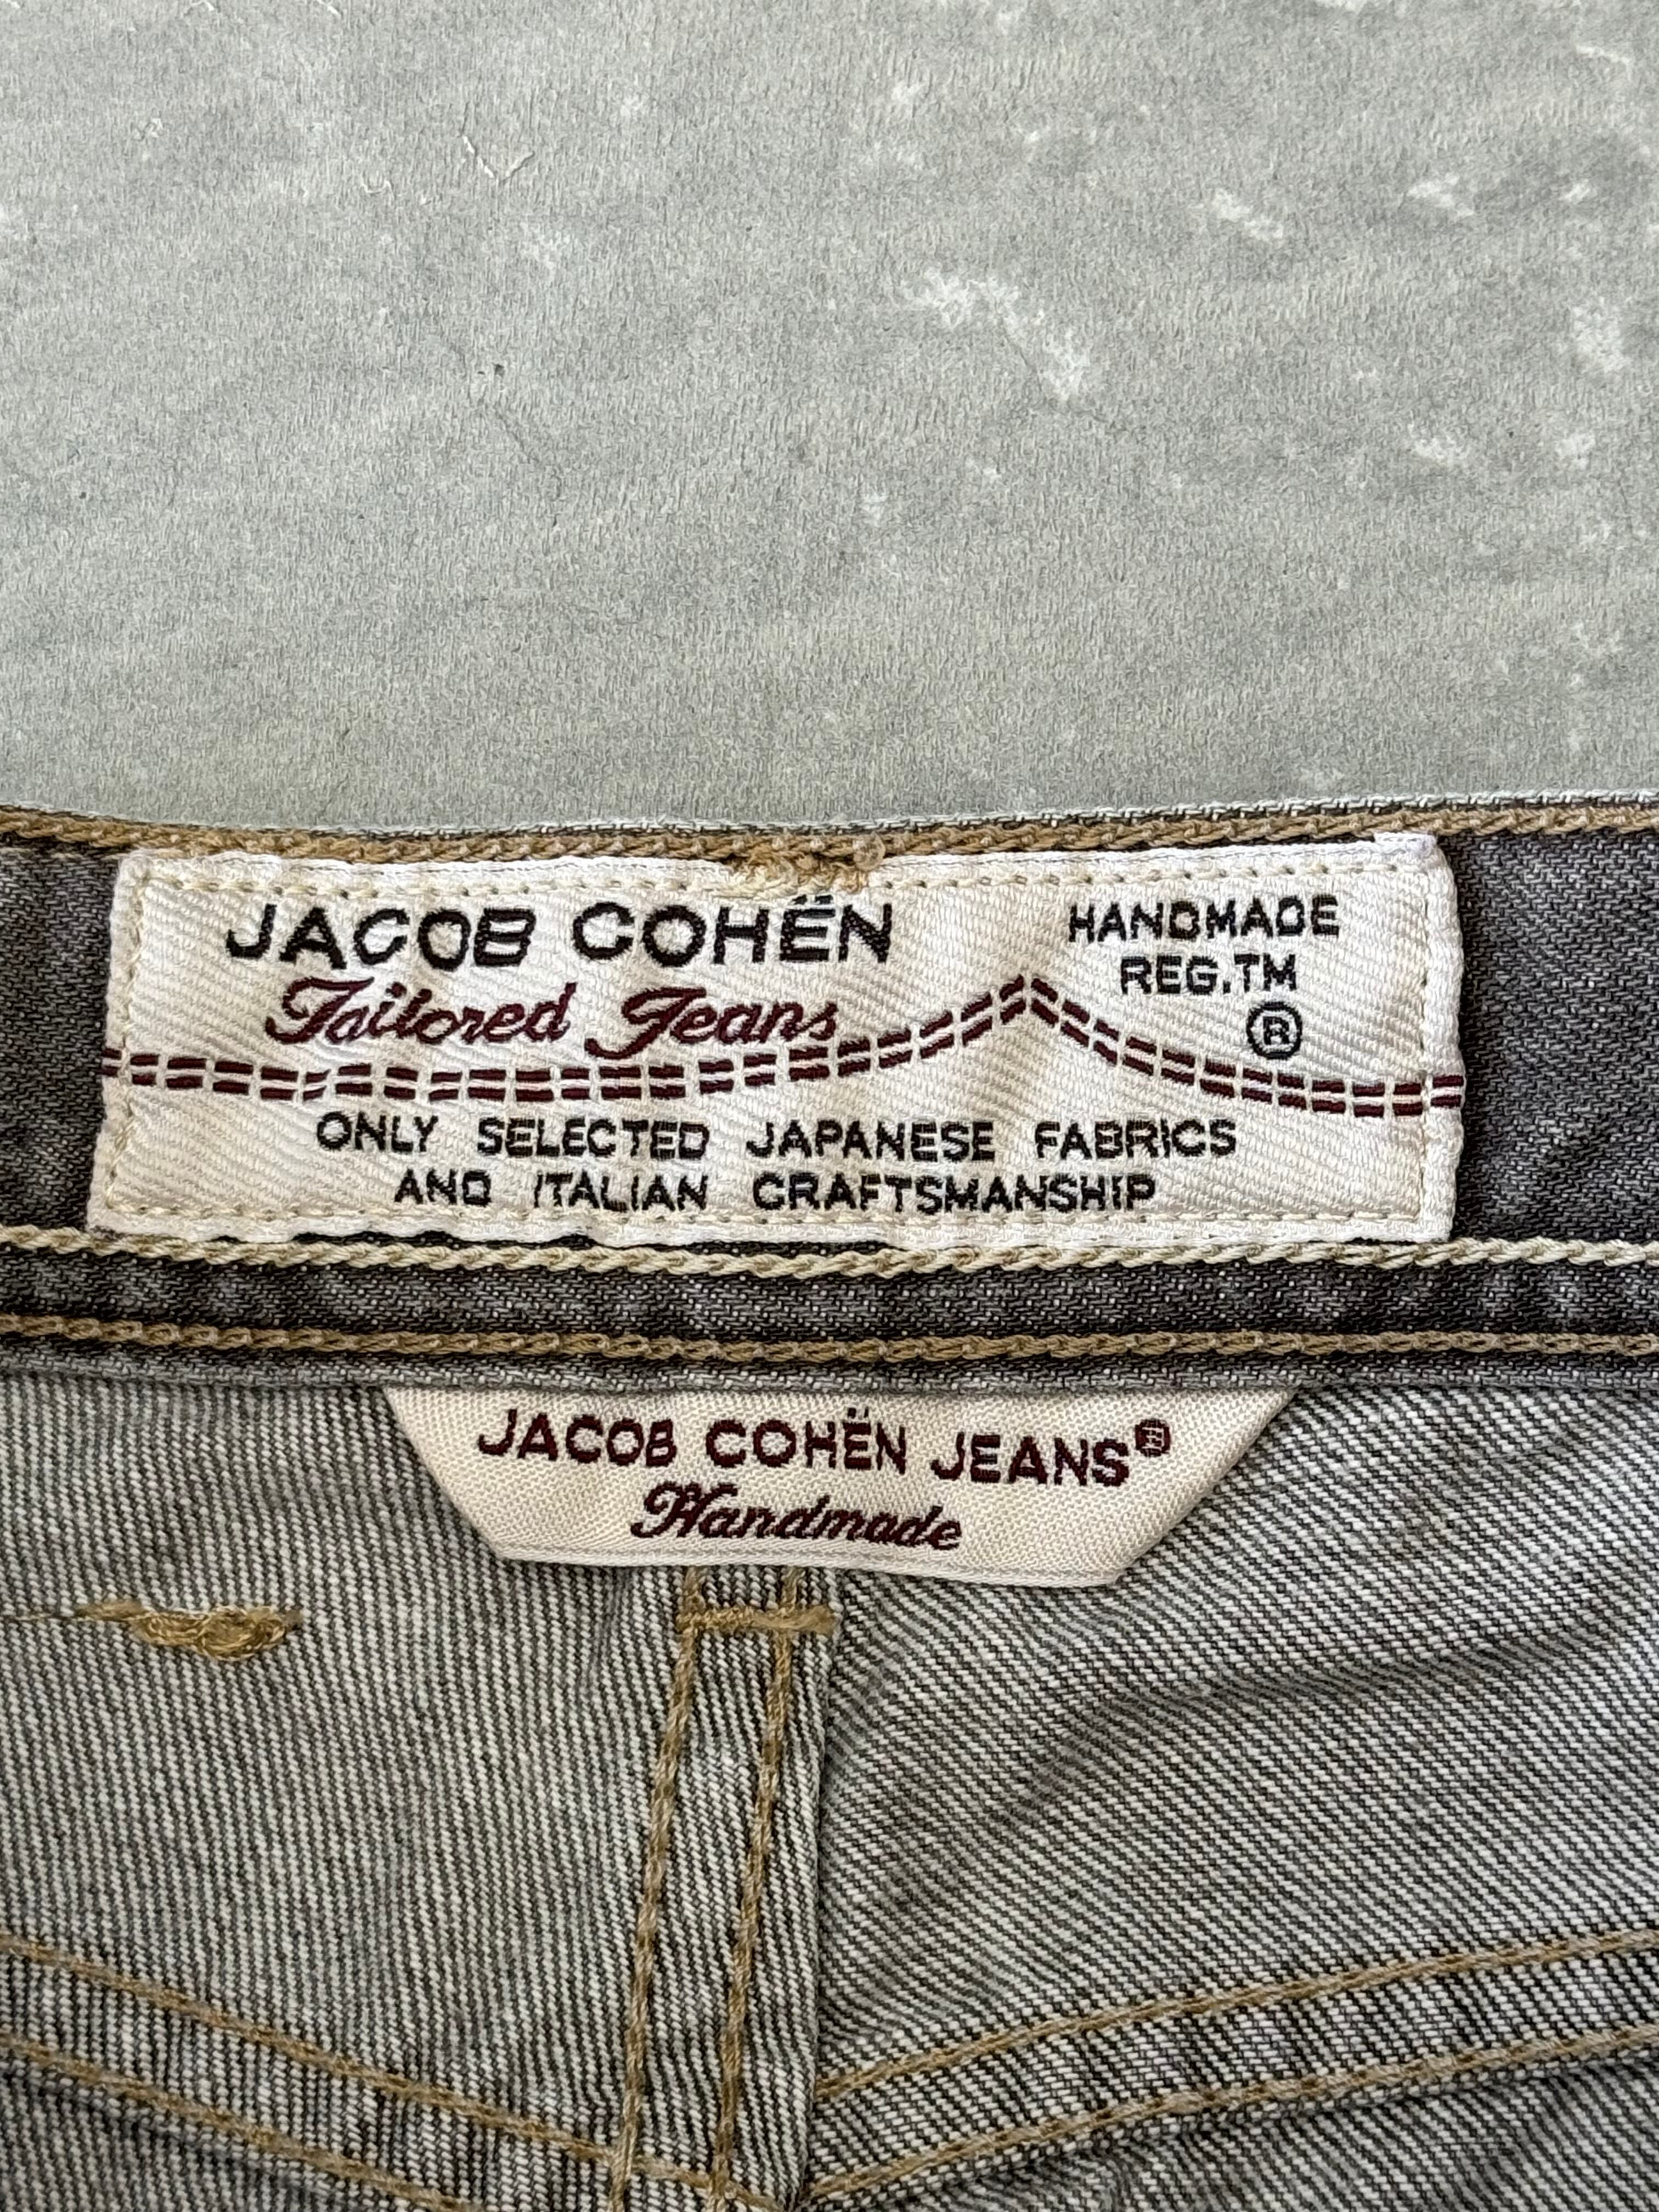 JACOB COHËN
Tailored Jeans
HANDMADE
REG.TM
®
ONLY SELECTED JAPANESE FABRICS
AND ITALIAN CRAFTSMANSHIP
JACOB COHËN JEANS®
Handmade